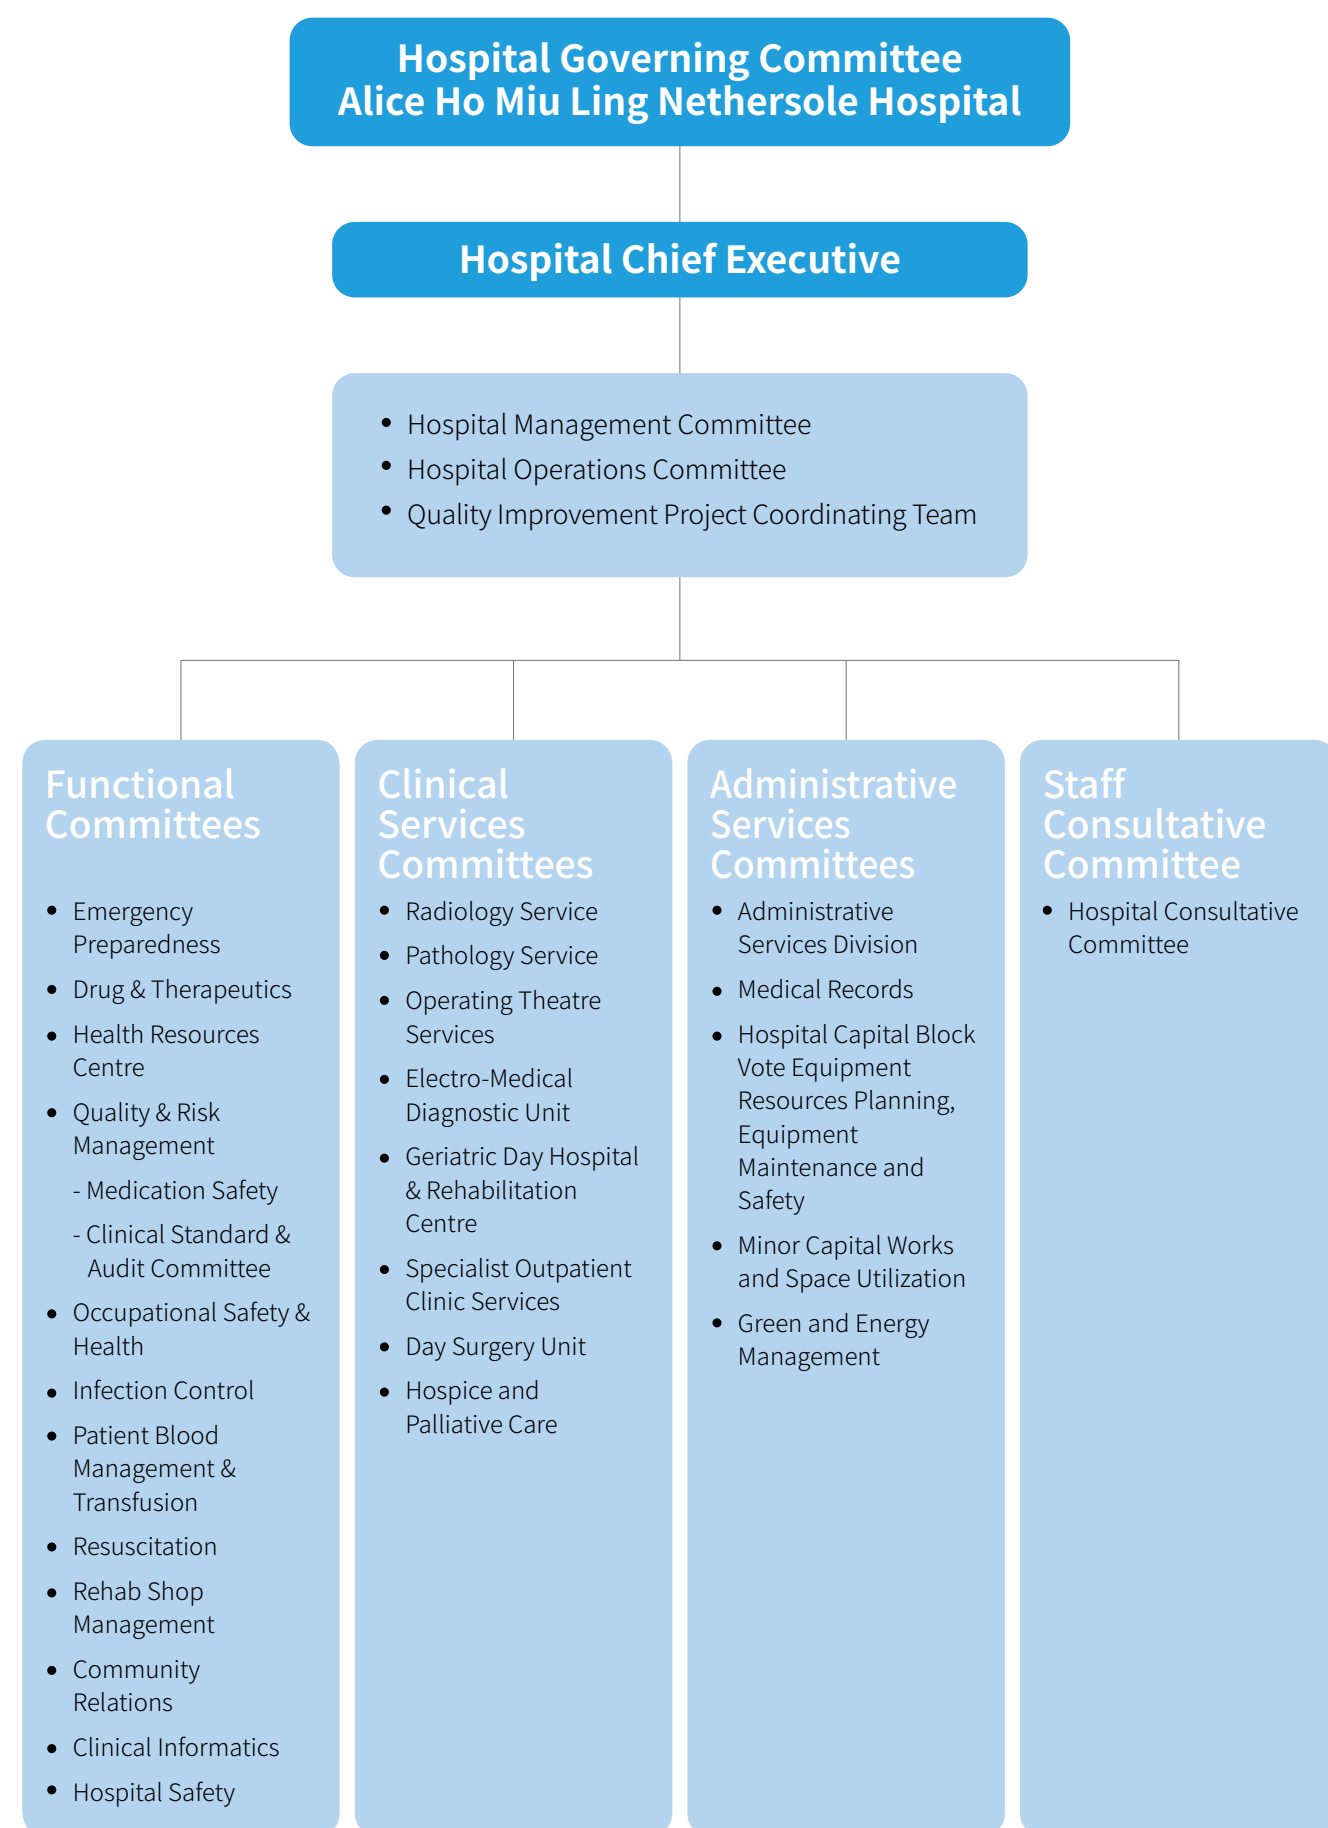 Hospital Governing Committee
Alice Ho Miu Ling Nethersole Hospital
Hospital Chief Executive
• Hospital Management Committee
• Hospital Operations Committee
• Quality Improvement Project Coordinating Team
Functional
Committees
• Emergency
Preparedness
• Drug & Therapeutics
• Health Resources
Centre
• Quality & Risk
Management
- Medication Safety
- Clinical Standard &
Audit Committee
• Occupational Safety &
Health
• Infection Control
• Patient Blood
Management &
Transfusion
• Resuscitation
• Rehab Shop
Management
• Community
Relations
• Clinical Informatics
• Hospital Safety
Clinical
Services
Committees
• Radiology Service
• Pathology Service
• Operating Theatre
Services
• Electro-Medical
Diagnostic Unit
• Geriatric Day Hospital
& Rehabilitation
Centre
• Specialist Outpatient
Clinic Services
• Day Surgery Unit
• Hospice and
Palliative Care
Administrative
Services
Committees
• Administrative
Services Division
• Medical Records
• Hospital Capital Block
Vote Equipment
Resources Planning,
Equipment
Maintenance and
Safety
• Minor Capital Works
and Space Utilization
• Green and Energy
Management
Staff
Consultative
Committee
• Hospital Consultative
Committee